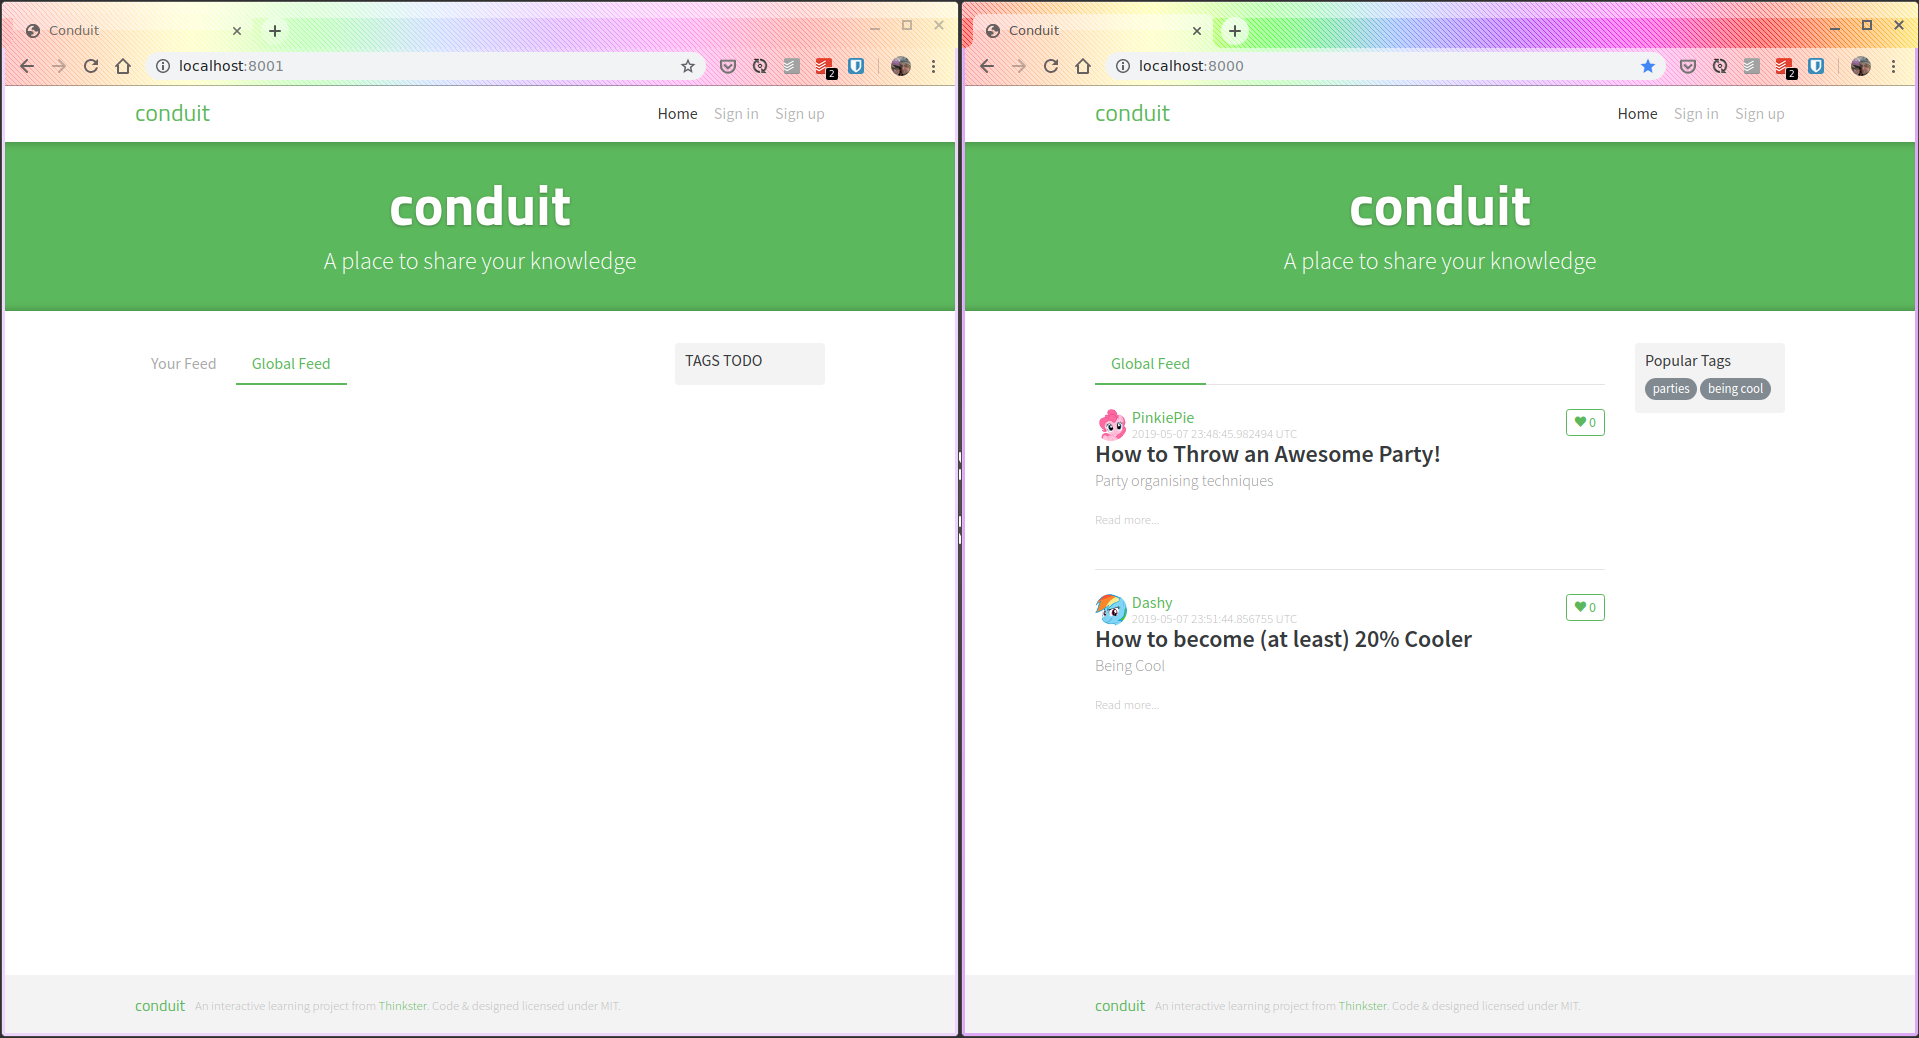 Conduit
localhost:8001
2
conduit
Home Sign in Sign up
conduit
A place to share your knowledge
Your Feed Global Feed
TAGS TODO
conduit An interactive learning project from Thinkster. Code & designed licensed under MIT.
Conduit
localhost:8000
2
conduit
Home Sign in Sign up
conduit
A place to share your knowledge
Global Feed
PinkiePie
2019-05-07 23:48:45.982494 UTC
0
How to Throw an Awesome Party!
Party organising techniques
Read more...
Dashy
2019-05-07 23:51:44.856755 UTC
0
How to become (at least) 20% Cooler
Being Cool
Read more...
Popular Tags
parties being cool
conduit An interactive learning project from Thinkster. Code & designed licensed under MIT.